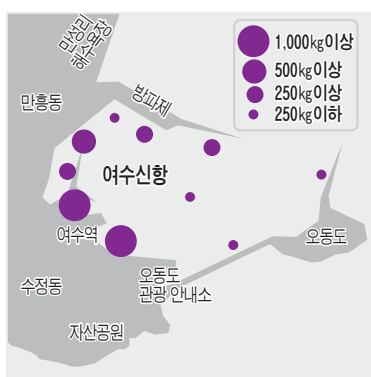 만성리
해수욕장
1,000kg이상
500kg이상
250kg이상
250kg이하
만흥동
방파제
여수신항
여수역
오동도
수정동
오동도
관광 안내소
자산공원